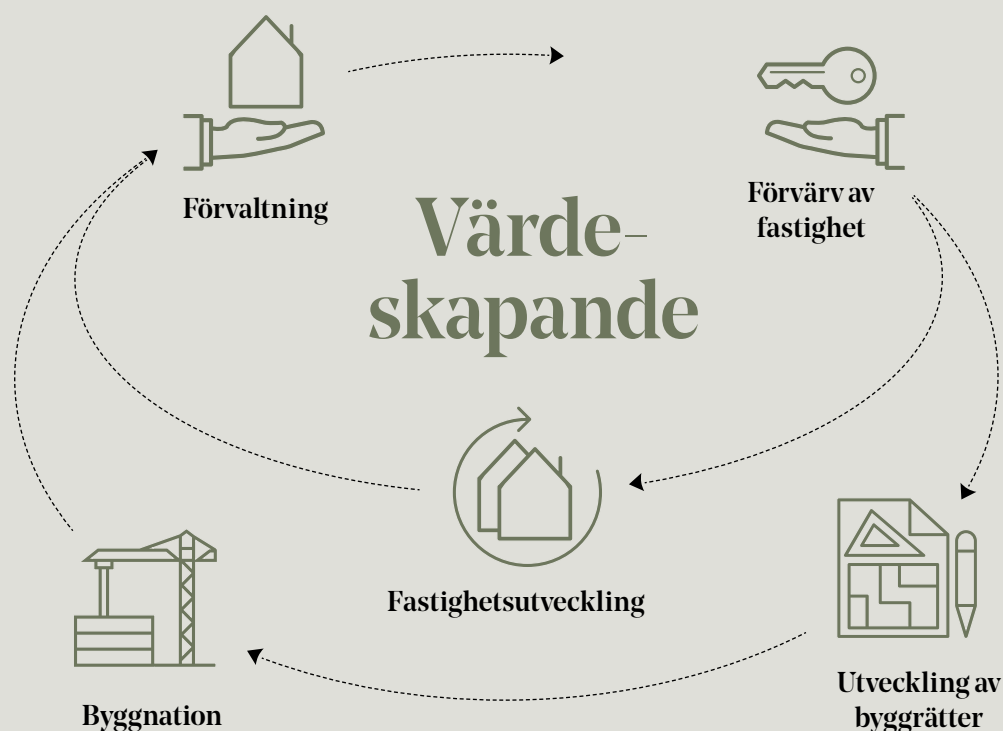 Förvaltning
Förvärv av
fastighet
Värde-
skapande
Fastighetsutveckling
Utveckling av
byggrätter
Byggnation